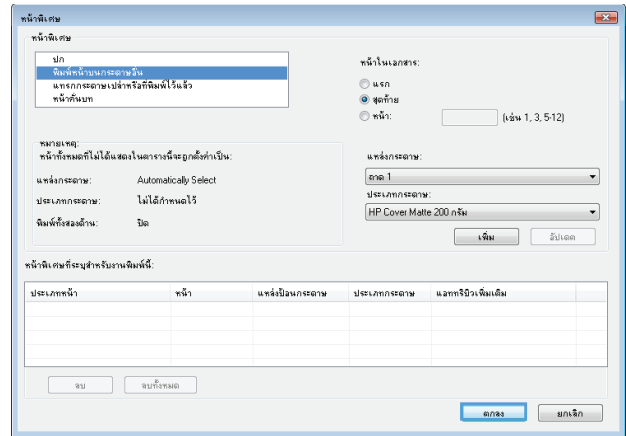 หน้าพิเศษ
หน้าพิเศษ
ปก
พิมพ์หน้าบนกระดาษอื่น
แทรกกระดาษเปล่าหรือที่พิมพ์ไว้แล้ว
หน้าคั่นบท
หน้าในเอกสาร:
แรก
สุดท้าย
หน้า:
(เช่น 1, 3, 5-12)
หมายเหตุ:
หน้าทั้งหมดที่ไม่ได้แสดงในตารางนี้จะถูกตั้งค่าเป็น:
แหล่งกระดาษ: Automatically Select
ประเภทกระดาษ: ไม่ได้กำหนดไว้
พิมพ์ทั้งสองด้าน: ปิด
แหล่งกระดาษ:
ถาด 1
ประเภทกระดาษ:
HP Cover Matte 200 กรัม
เพิ่ม อัปเดต
หน้าพิเศษที่ระบุสำหรับงานพิมพ์นี้:
ประเภทหน้า หน้า แหล่งป้อนกระดาษ ประเภทกระดาษ แอททริบิวเพิ่มเติม
ลบ ลบทั้งหมด
ตกลง ยกเลิก